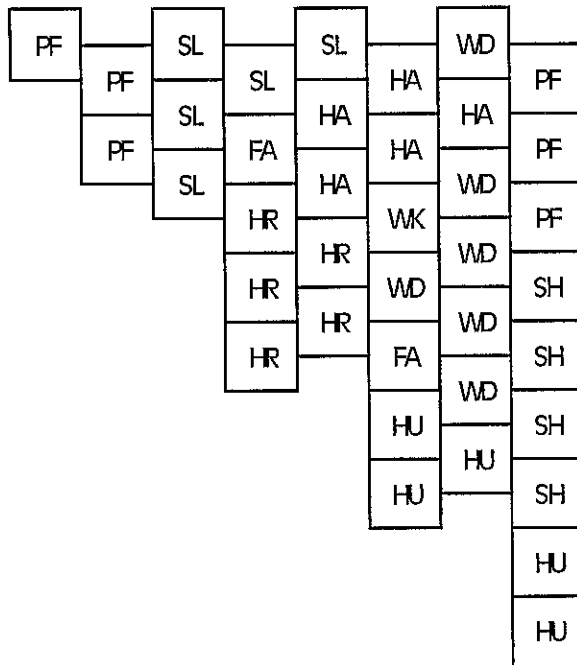 PF SL SL WD
PF SL HA PF
SL HA HA
PF FA HA PF
SL HA WD
HR WK PF
HR WD
HR WD SH
HR WD
HR FA SH
WD
HU SH
HU
HU SH
HU
HU